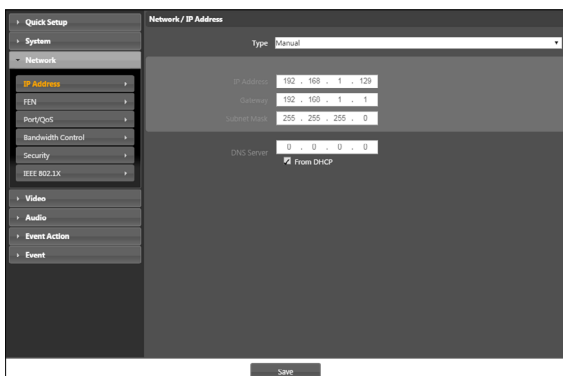 Quick Setup
System
Network
IP Address
FEN
Port/QoS
Bandwidth Control
Security
IEEE 802.1X
Video
Audio
Event Action
Event
Network / IP Address
Type Manual
IP Address 192 . 168 . 1 . 129
Gateway 192 . 168 . 1 . 1
Subnet Mask 255 . 255 . 255 . 0
DNS Server 0 . 0 . 0 . 0
From DHCP
Save